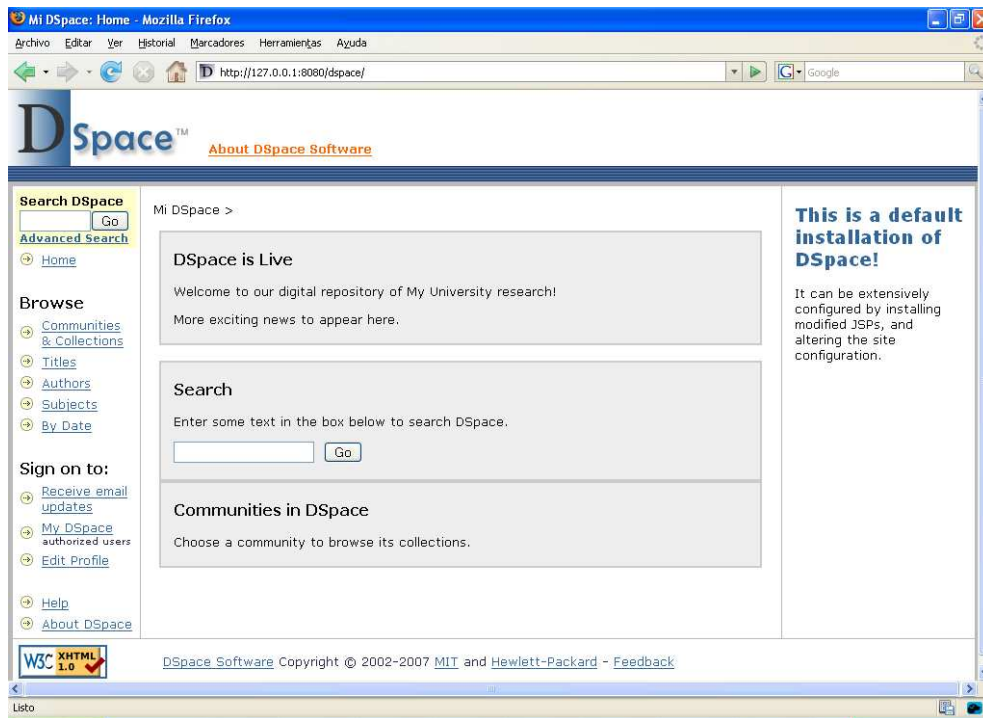 Mi DSpace: Home - Mozilla Firefox
Archivo Editar Ver Historial Marcadores Herramientas Ayuda
http://127.0.0.1:8080/dspace/
G Google
DSpace™ About DSpace Software
Search DSpace
Go
Advanced Search
Home
Browse
Communities
& Collections
Titles
Authors
Subjects
By Date
Sign on to:
Receive email
updates
My DSpace
authorized users
Edit Profile
Help
About DSpace
Mi DSpace >
DSpace is Live
Welcome to our digital repository of My University research!
More exciting news to appear here.
Search
Enter some text in the box below to search DSpace.
Go
Communities in DSpace
Choose a community to browse its collections.
This is a default
installation of
DSpace!
It can be extensively
configured by installing
modified JSPs, and
altering the site
configuration.
W3C XHTML
1.0
DSpace Software Copyright © 2002-2007 MIT and Hewlett-Packard - Feedback
Listo